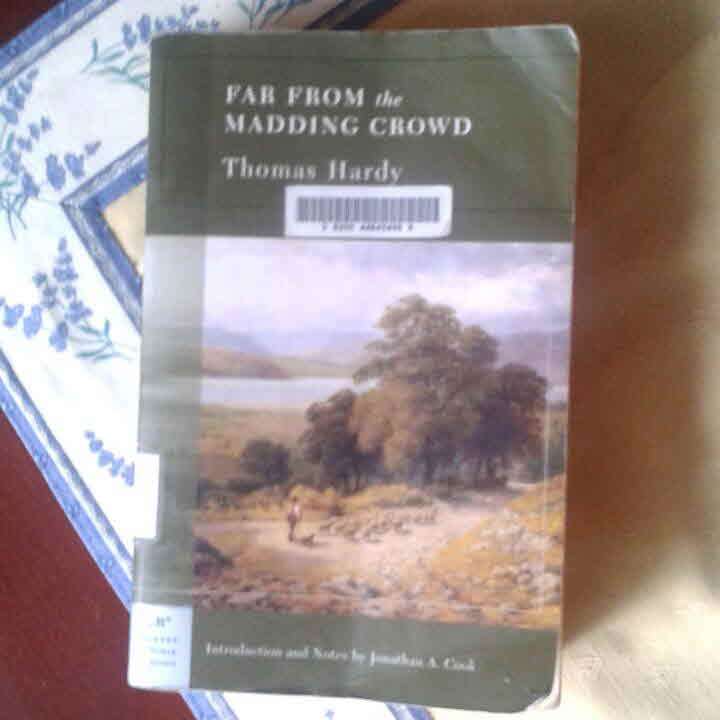 FAR FROM the
MADDING CROWD
Thomas Hardy
Introduction and Notes by Jonathan A. Cook